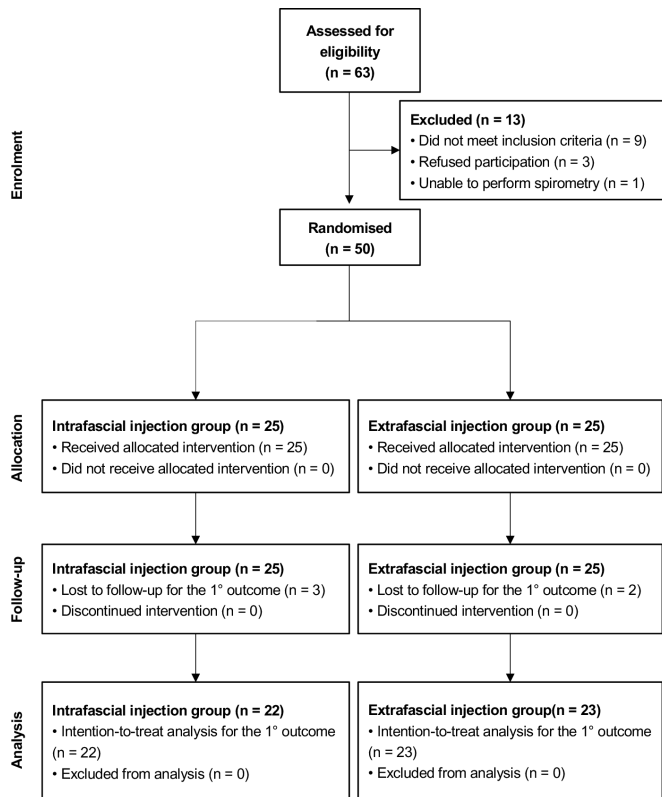 Assessed for
eligibility
(n = 63)
Enrolment
Excluded (n = 13)
• Did not meet inclusion criteria (n = 9)
• Refused participation (n = 3)
• Unable to perform spirometry (n = 1)
Randomised
(n = 50)
Allocation
Intrafascial injection group (n = 25)
• Received allocated intervention (n = 25)
• Did not receive allocated intervention (n = 0)
Extrafascial injection group (n = 25)
• Received allocated intervention (n = 25)
• Did not receive allocated intervention (n = 0)
Follow-up
Intrafascial injection group (n = 25)
• Lost to follow-up for the 1° outcome (n = 3)
• Discontinued intervention (n = 0)
Extrafascial injection group (n = 25)
• Lost to follow-up for the 1° outcome (n = 2)
• Discontinued intervention (n = 0)
Analysis
Intrafascial injection group (n = 22)
• Intention-to-treat analysis for the 1° outcome
(n = 22)
• Excluded from analysis (n = 0)
Extrafascial injection group(n = 23)
• Intention-to-treat analysis for the 1° outcome
(n = 23)
• Excluded from analysis (n = 0)